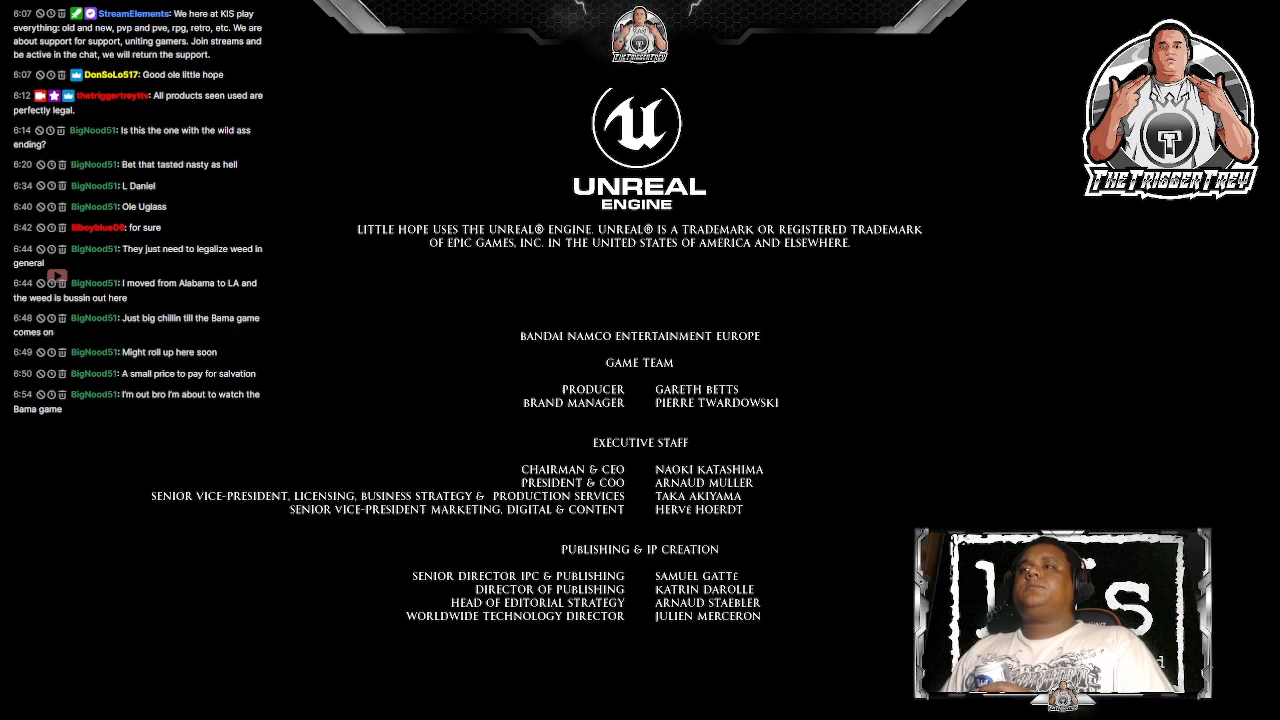 6:07 StreamElements: We here at KIS play
everything: old and new, pvp and pve, rpg, retro, etc. We are
about support for support, uniting gamers. Join streams and
be active in the chat, we will return the support.
6:07 DonSoLo517: Good ole little hope
6:12 thetriggertreyttv: All products seen used are
perfectly legal.
6:14 BigNood51: Is this the one with the wild ass
ending?
6:20 BigNood51: Bet that tasted nasty as hell
6:34 BigNood51: L Daniel
6:40 BigNood51: Ole Uglass
6:42 lilboyblue06: for sure
6:44 BigNood51: They just need to legalize weed in
general
6:44 BigNood51: I moved from Alabama to LA and
the weed is bussin out here
6:48 BigNood51: Just big chillin till the Bama game
comes on
6:49 BigNood51: Might roll up here soon
6:50 BigNood51: A small price to pay for salvation
6:54 BigNood51: I'm out bro I'm about to watch the
Bama game
THETRIGGERTREY
T
THETRIGGERTREY
UNREAL
ENGINE
LITTLE HOPE USES THE UNREAL® ENGINE. UNREAL® IS A TRADEMARK OR REGISTERED TRADEMARK
OF EPIC GAMES, INC. IN THE UNITED STATES OF AMERICA AND ELSEWHERE.
BANDAI NAMCO ENTERTAINMENT EUROPE
GAME TEAM
PRODUCER GARETH BETTS
BRAND MANAGER PIERRE TWARDOWSKI
EXECUTIVE STAFF
CHAIRMAN & CEO NAOKI KATASHIMA
PRESIDENT & COO ARNAUD MULLER
SENIOR VICE-PRESIDENT, LICENSING, BUSINESS STRATEGY & PRODUCTION SERVICES TAKA AKIYAMA
SENIOR VICE-PRESIDENT MARKETING, DIGITAL & CONTENT HERVÉ HOERDT
PUBLISHING & IP CREATION
SENIOR DIRECTOR IPC & PUBLISHING SAMUEL GATTÉ
DIRECTOR OF PUBLISHING KATRIN DAROLLE
HEAD OF EDITORIAL STRATEGY ARNAUD STAEBLER
WORLDWIDE TECHNOLOGY DIRECTOR JULIEN MERCERON